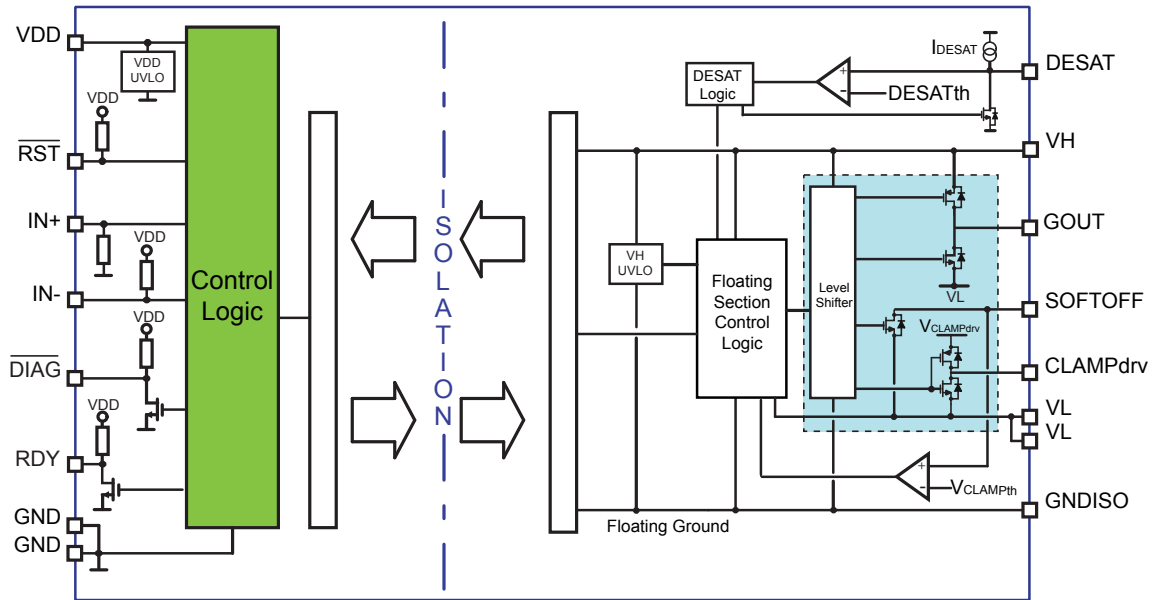 VDD
VDD
UVLO
VDD
RST
IN+
VDD
IN-
VDD
DIAG
VDD
RDY
GND
GND
Control
Logic
ISOLATION
IDESAT
DESAT
DESAT
Logic
+
-
DESATth
VH
GOUT
VL
VH
UVLO
Floating
Section
Control
Logic
Level
Shifter
SOFTOFF
VCLAMPdrv
CLAMPdrv
VL
VL
+
-
VCLAMPth
GNDISO
Floating Ground